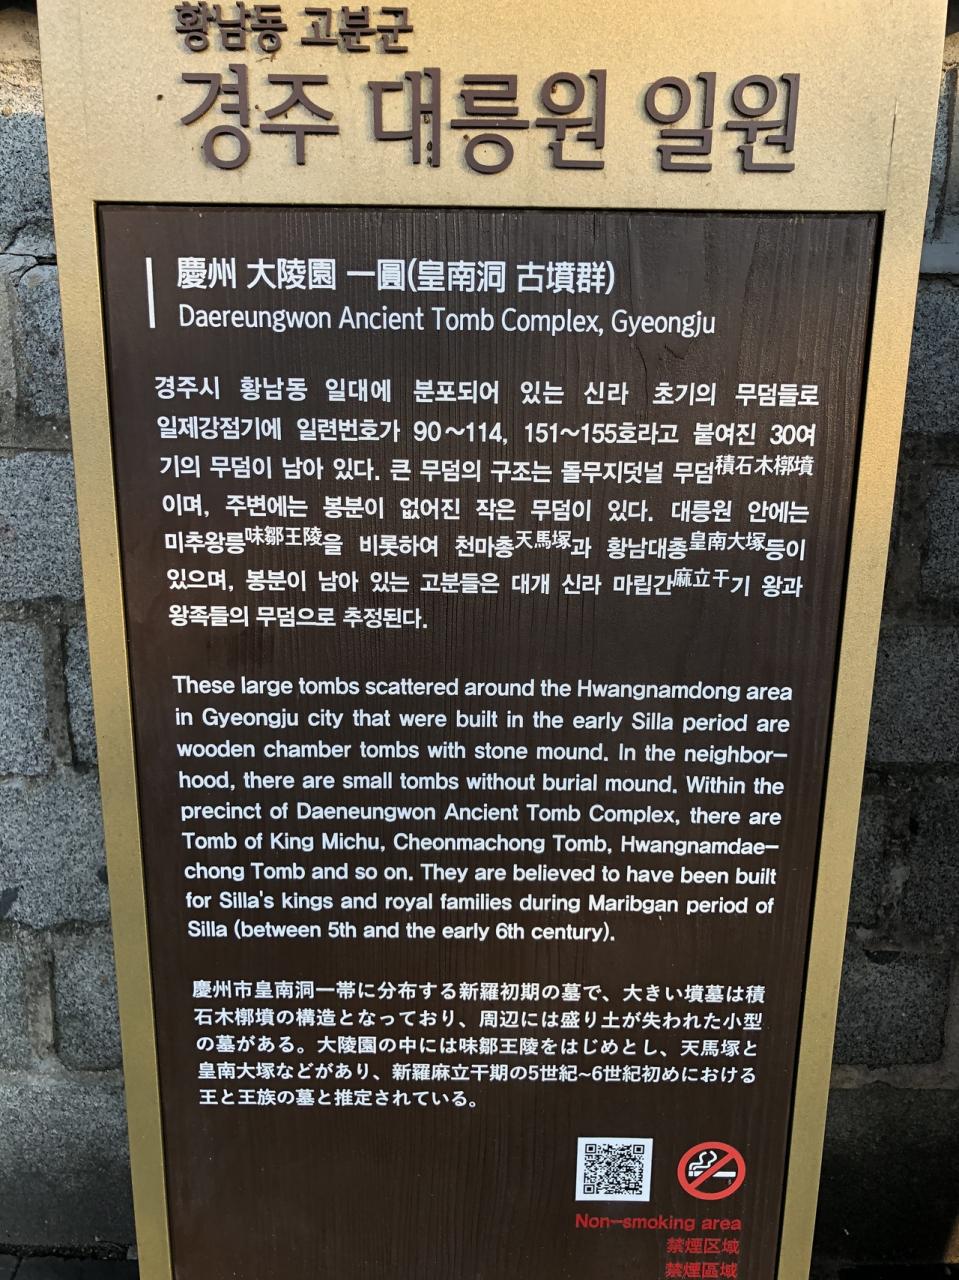 황남동 고분군
경주 대릉원 일원
慶州 大陵園 一圓(皇南洞 古墳群)
Daereungwon Ancient Tomb Complex, Gyeongju
경주시 황남동 일대에 분포되어 있는 신라 초기의 무덤들로
일제강점기에 일련번호가 90~114, 151~155호라고 붙여진 30여
기의 무덤이 남아 있다. 큰 무덤의 구조는 돌무지덧널 무덤積石木槨墳
이며, 주변에는 봉분이 없어진 작은 무덤이 있다. 대릉원 안에는
미추왕릉味鄒王陵을 비롯하여 천마총天馬塚과 황남대총皇南大塚등이
있으며, 봉분이 남아 있는 고분들은 대개 신라 마립간麻立干기 왕과
왕족들의 무덤으로 추정된다.
These large tombs scattered around the Hwangnamdong area
in Gyeongju city that were built in the early Silla period are
wooden chamber tombs with stone mound. In the neighbor-
hood, there are small tombs without burial mound. Within the
precinct of Daeneungwon Ancient Tomb Complex, there are
Tomb of King Michu, Cheonmachong Tomb, Hwangnamdae-
chong Tomb and so on. They are believed to have been built
for Silla's kings and royal families during Maribgan period of
Silla (between 5th and the early 6th century).
慶州市皇南洞一帯に分布する新羅初期の墓で、大きい墳墓は積
石木槨墳の構造となっており、周辺には盛り土が失われた小型
の墓がある。大陵園の中には味鄒王陵をはじめとし、天馬塚と
皇南大塚などがあり、新羅麻立干期の5世紀~6世紀初めにおける
王と王族の墓と推定されている。
Non-smoking area
禁煙区域
禁煙區域